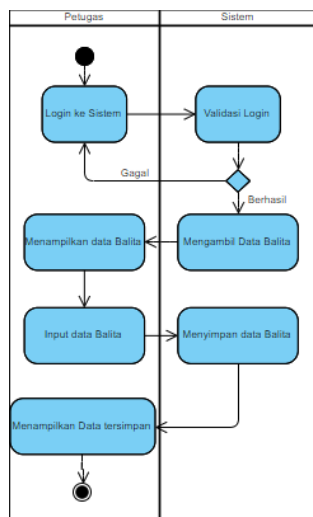 Petugas
Sistem
Login ke Sistem
Validasi Login
Gagal
Berhasil
Menampilkan data Balita
Mengambil Data Balita
Input data Balita
Menyimpan data Balita
Menampilkan Data tersimpan